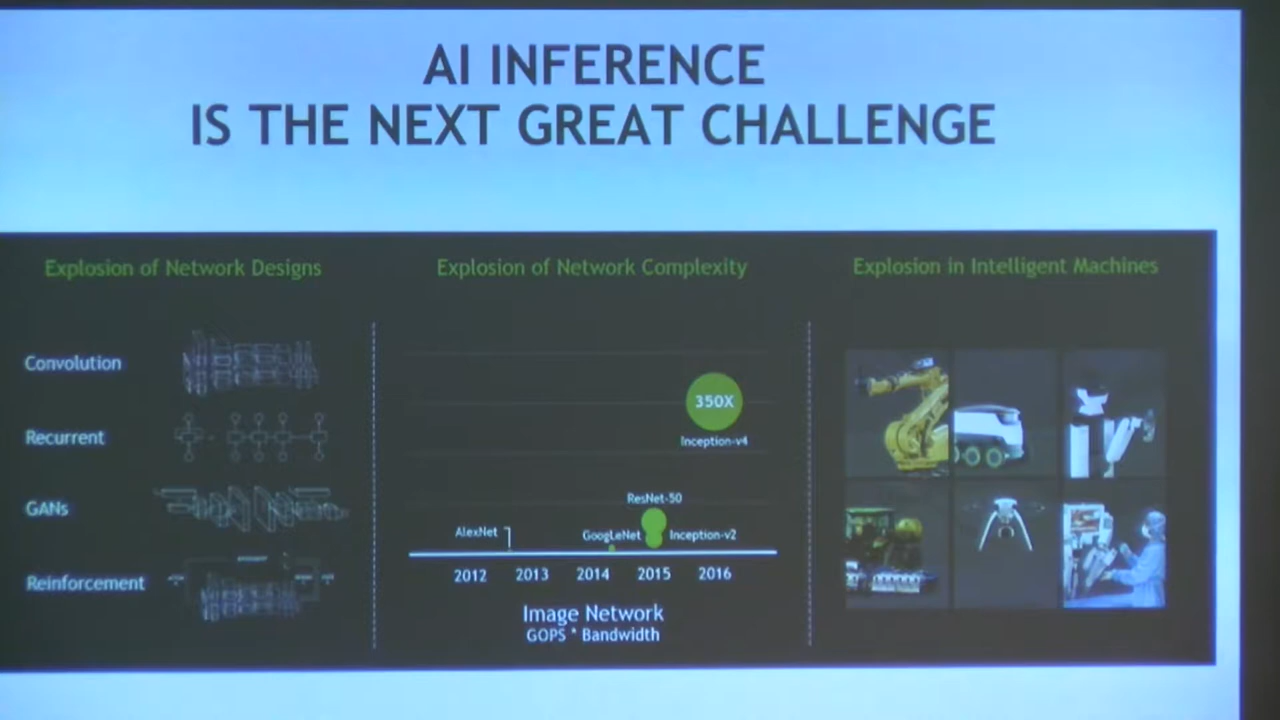 AI INFERENCE
IS THE NEXT GREAT CHALLENGE
Explosion of Network Designs
Convolution
Recurrent
GANs
Reinforcement
Explosion of Network Complexity
350X
Inception-v4
ResNet-50
AlexNet
GoogLeNet
Inception-v2
2012 2013 2014 2015 2016
Image Network
GOPS * Bandwidth
Explosion in Intelligent Machines